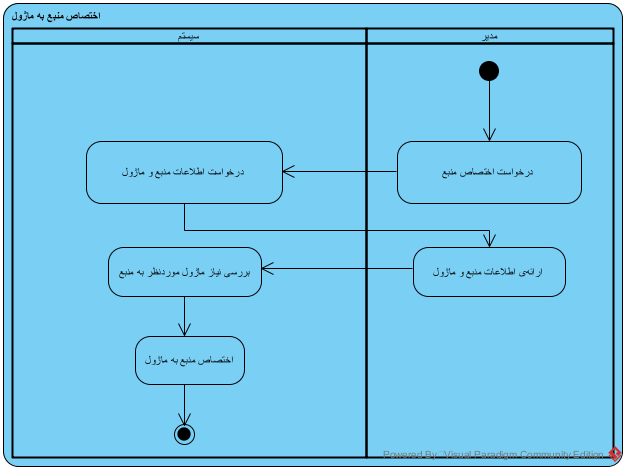 اختصاص منبع به ماژول
مدیر
سیستم
درخواست اختصاص منبع
درخواست اطلاعات منبع و ماژول
ارائه‌ی اطلاعات منبع و ماژول
بررسی نیاز ماژول موردنظر به منبع
اختصاص منبع به ماژول
Powered By Visual Paradigm Community Edition